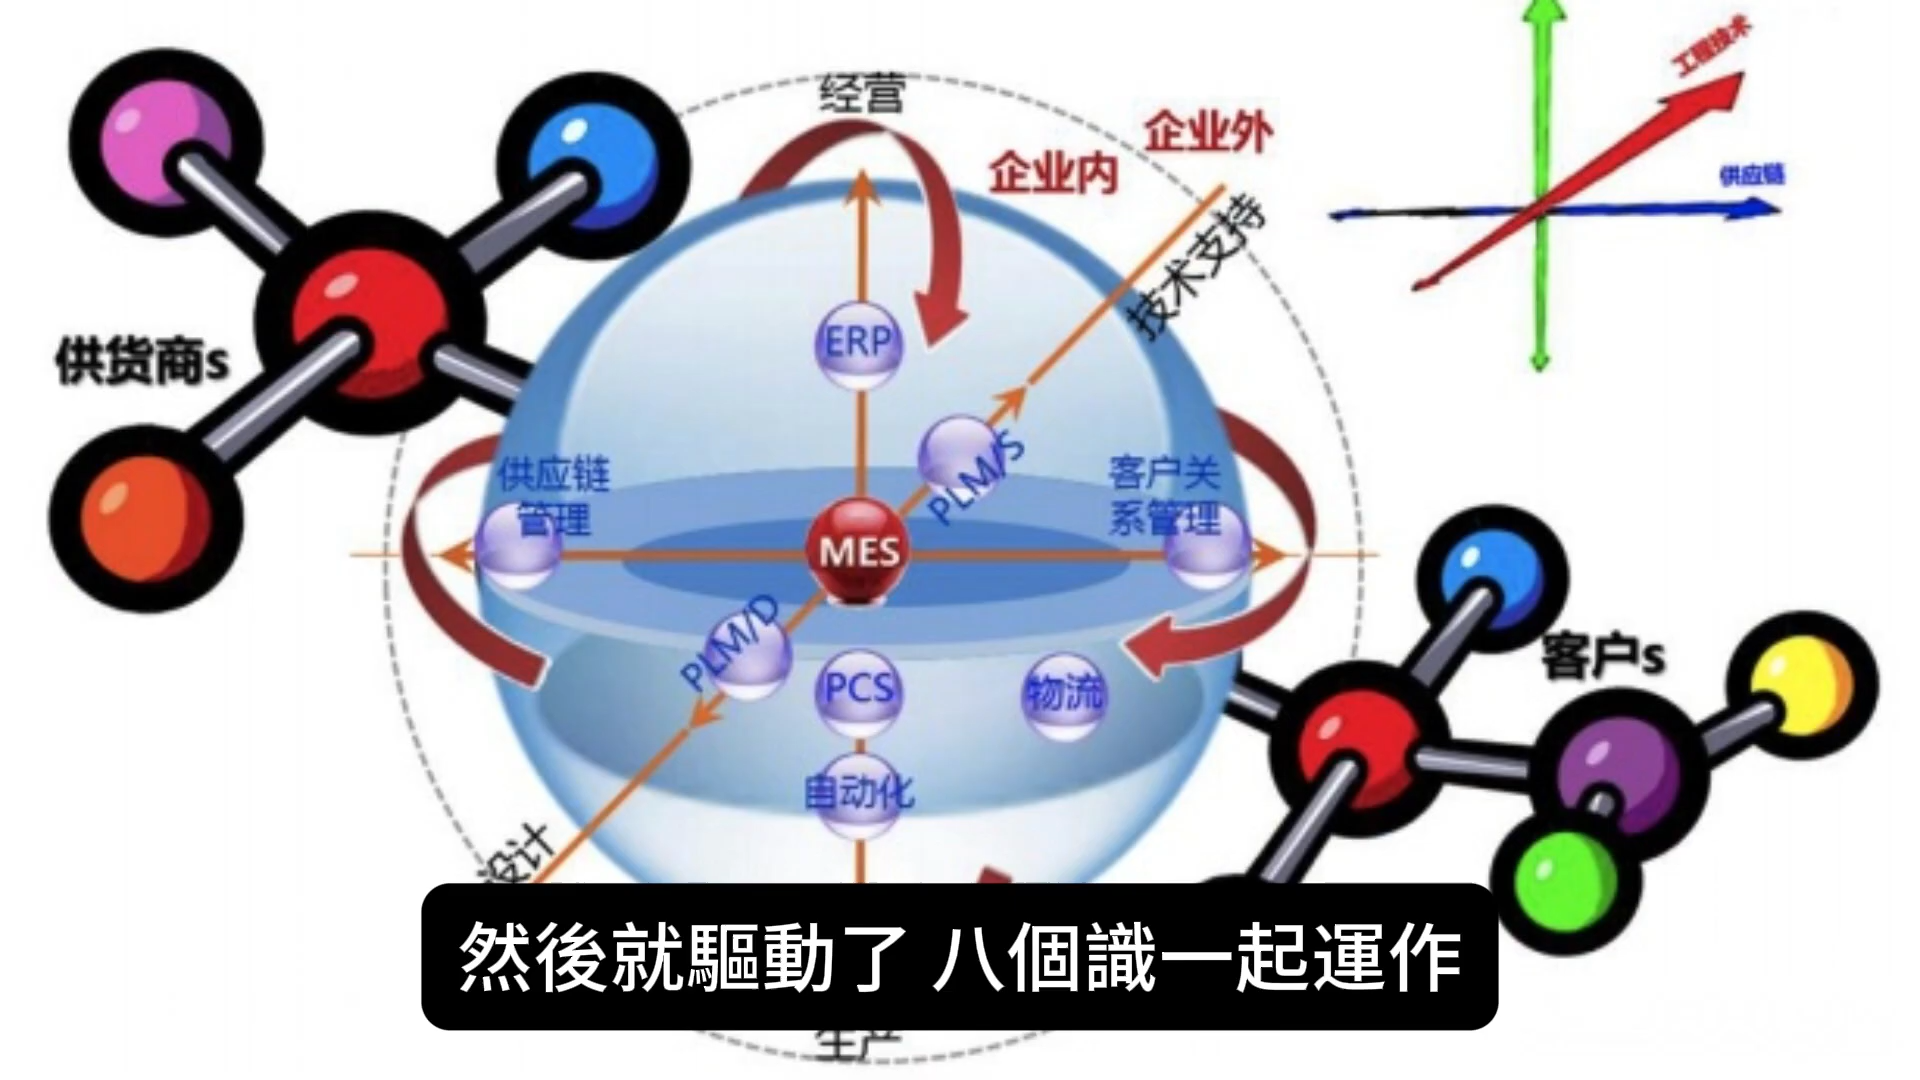 经营
企业外
企业内
工程技术
供应链
技术支持
供货商s
ERP
PLM/S
供应链
管理
客户关
系管理
MES
PLM/D
PCS
物流
自动化
客户s
设计
然後就驅動了 八個識一起運作
生产